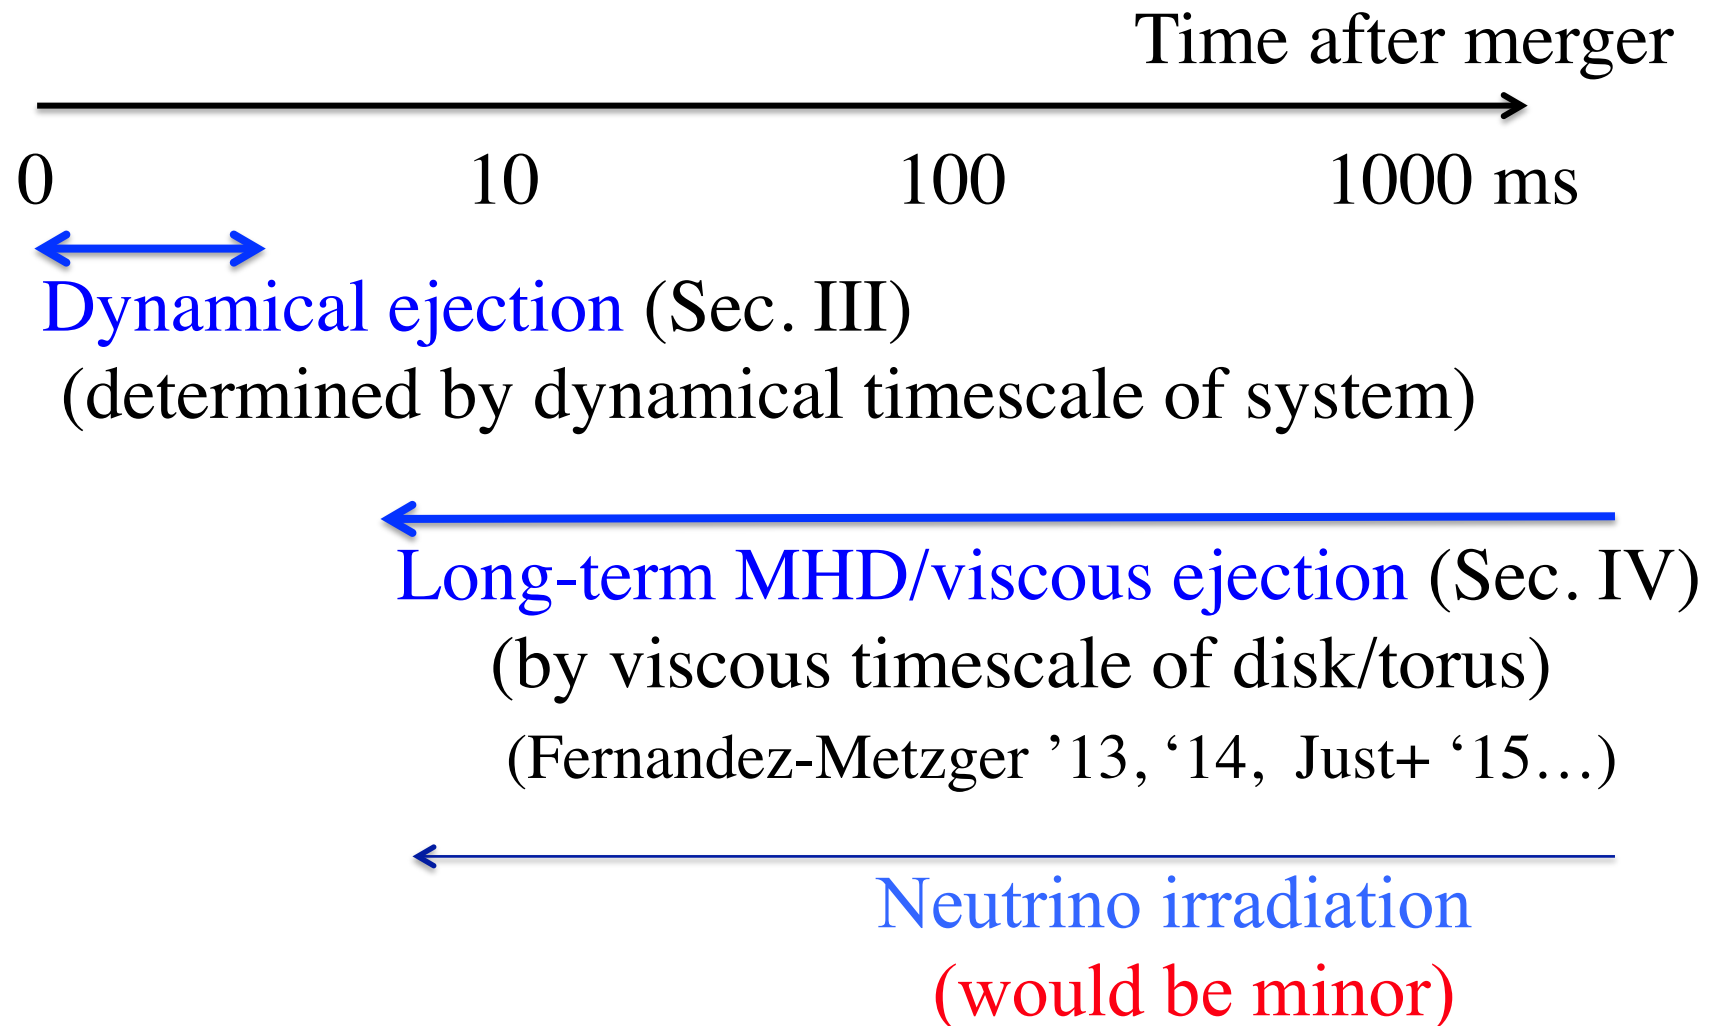 Time after merger
0 10 100 1000 ms
Dynamical ejection (Sec. III)
(determined by dynamical timescale of system)
Long-term MHD/viscous ejection (Sec. IV)
(by viscous timescale of disk/torus)
(Fernandez-Metzger ’13, ‘14, Just+ ‘15…)
Neutrino irradiation
(would be minor)